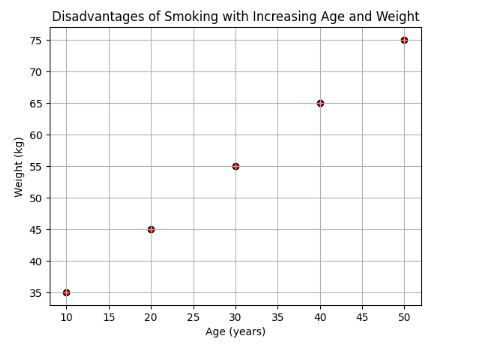 Disadvantages of Smoking with Increasing Age and Weight
75
70
65
60
55
50
45
40
35
Weight (kg)
10 15 20 25 30 35 40 45 50
Age (years)